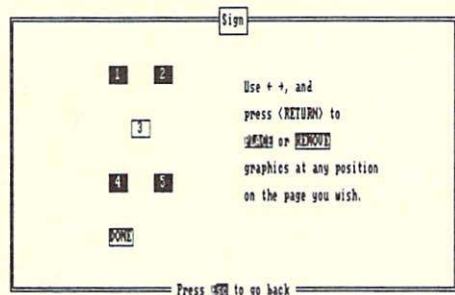 Sign
1 2
3
4 5
DONE
Use ← →, and
press <RETURN> to
or REMOVE
graphics at any position
on the page you wish.
Press to go back